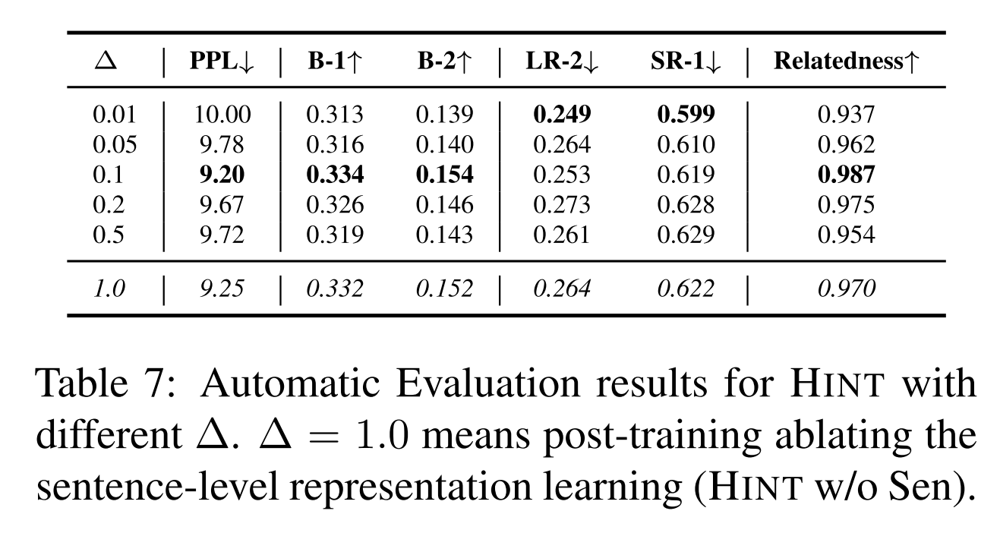 Δ | PPL↓ | B-1↑ B-2↑ | LR-2↓ SR-1↓ | Relatedness↑
0.01 | 10.00 | 0.313 0.139 | 0.249 0.599 | 0.937
0.05 | 9.78 | 0.316 0.140 | 0.264 0.610 | 0.962
0.1 | 9.20 | 0.334 0.154 | 0.253 0.619 | 0.987
0.2 | 9.67 | 0.326 0.146 | 0.273 0.628 | 0.975
0.5 | 9.72 | 0.319 0.143 | 0.261 0.629 | 0.954
1.0 | 9.25 | 0.332 0.152 | 0.264 0.622 | 0.970
Table 7: Automatic Evaluation results for HINT with
different Δ. Δ = 1.0 means post-training ablating the
sentence-level representation learning (HINT w/o Sen).